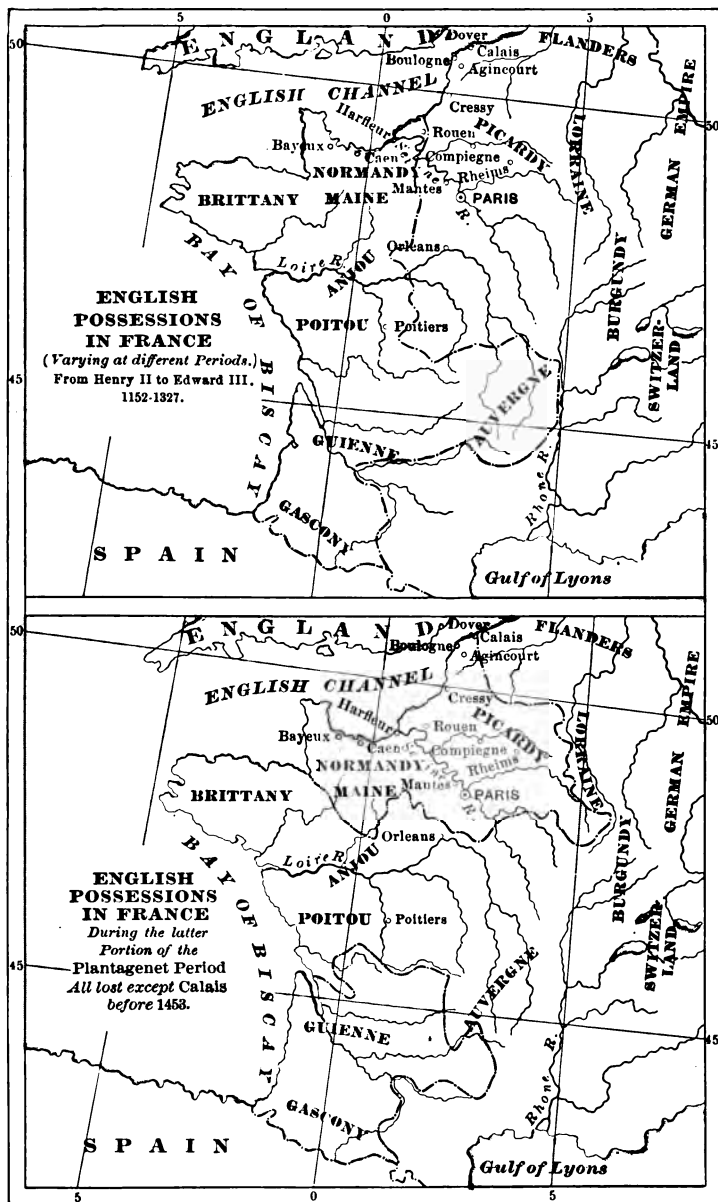 5 0 5
50
ENGLAND
Dover
Calais
FLANDERS
Boulogne
Agincourt
ENGLISH CHANNEL
Cressy
EMPIRE
50
Harfleur
Rouen
PICARDY
LORRAINE
Bayeux
Caen
Seine
Compiegne
NORMANDY
Rheims
GERMAN
Mantes
BRITTANY
MAINE
PARIS
R.
BAY OF BISCAY
Orleans
Loire R.
ANJOU
BURGUNDY
ENGLISH
POSSESSIONS
IN FRANCE
(Varying at different Periods.)
From Henry II to Edward III.
1152-1327.
POITOU
Poitiers
SWITZER-
LAND
45
AUVERGNE
GUIENNE
45
Rhone R.
GASCONY
SPAIN
Gulf of Lyons
50
ENGLAND
Dover
Calais
FLANDERS
Boulogne
Agincourt
ENGLISH CHANNEL
Cressy
EMPIRE
50
Harfleur
Rouen
PICARDY
LORRAINE
Bayeux
Caen
Compiegne
NORMANDY
Rheims
GERMAN
Mantes
BRITTANY
MAINE
PARIS
R.
BAY OF BISCAY
Orleans
Loire R.
ANJOU
BURGUNDY
ENGLISH
POSSESSIONS
IN FRANCE
During the latter
Portion of the
Plantagenet Period
All lost except Calais
before 1453.
POITOU
Poitiers
SWITZER-
LAND
45
AUVERGNE
GUIENNE
45
Rhone R.
GASCONY
SPAIN
Gulf of Lyons
5 0 5